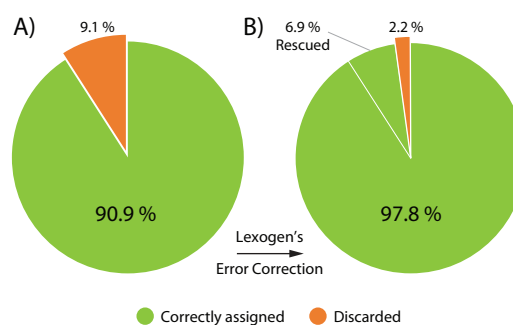 A)
9.1 %
90.9 %
B)
6.9 %
Rescued
2.2 %
97.8 %
Lexogen's
Error Correction
Correctly assigned
Discarded